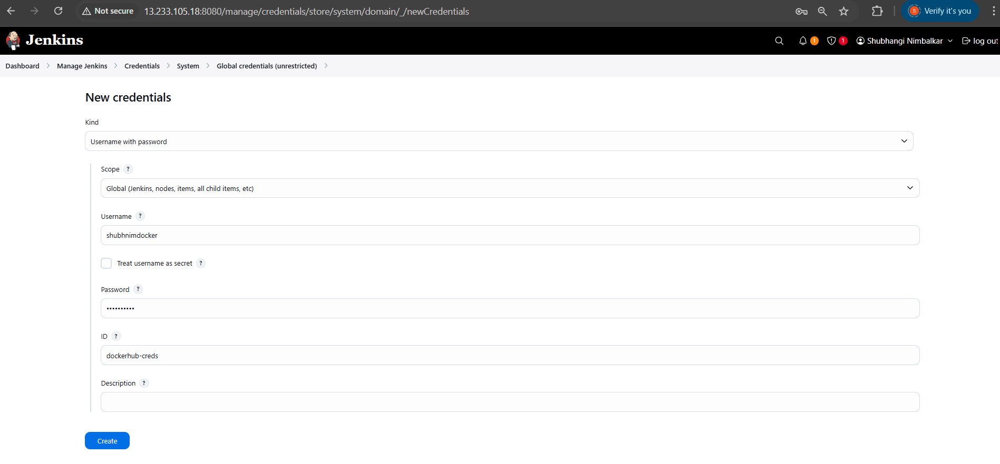 Not secure 13.233.105.18:8080/manage/credentials/store/system/domain/_/newCredentials S Verify it's you
Jenkins 1 1 Shubhangi Nimbalkar log out
Dashboard Manage Jenkins Credentials System Global credentials (unrestricted)
New credentials
Kind
Username with password
Scope ?
Global (Jenkins, nodes, items, all child items, etc)
Username ?
shubhnimdocker
Treat username as secret ?
Password ?
••••••••••
ID ?
dockerhub-creds
Description ?
Create